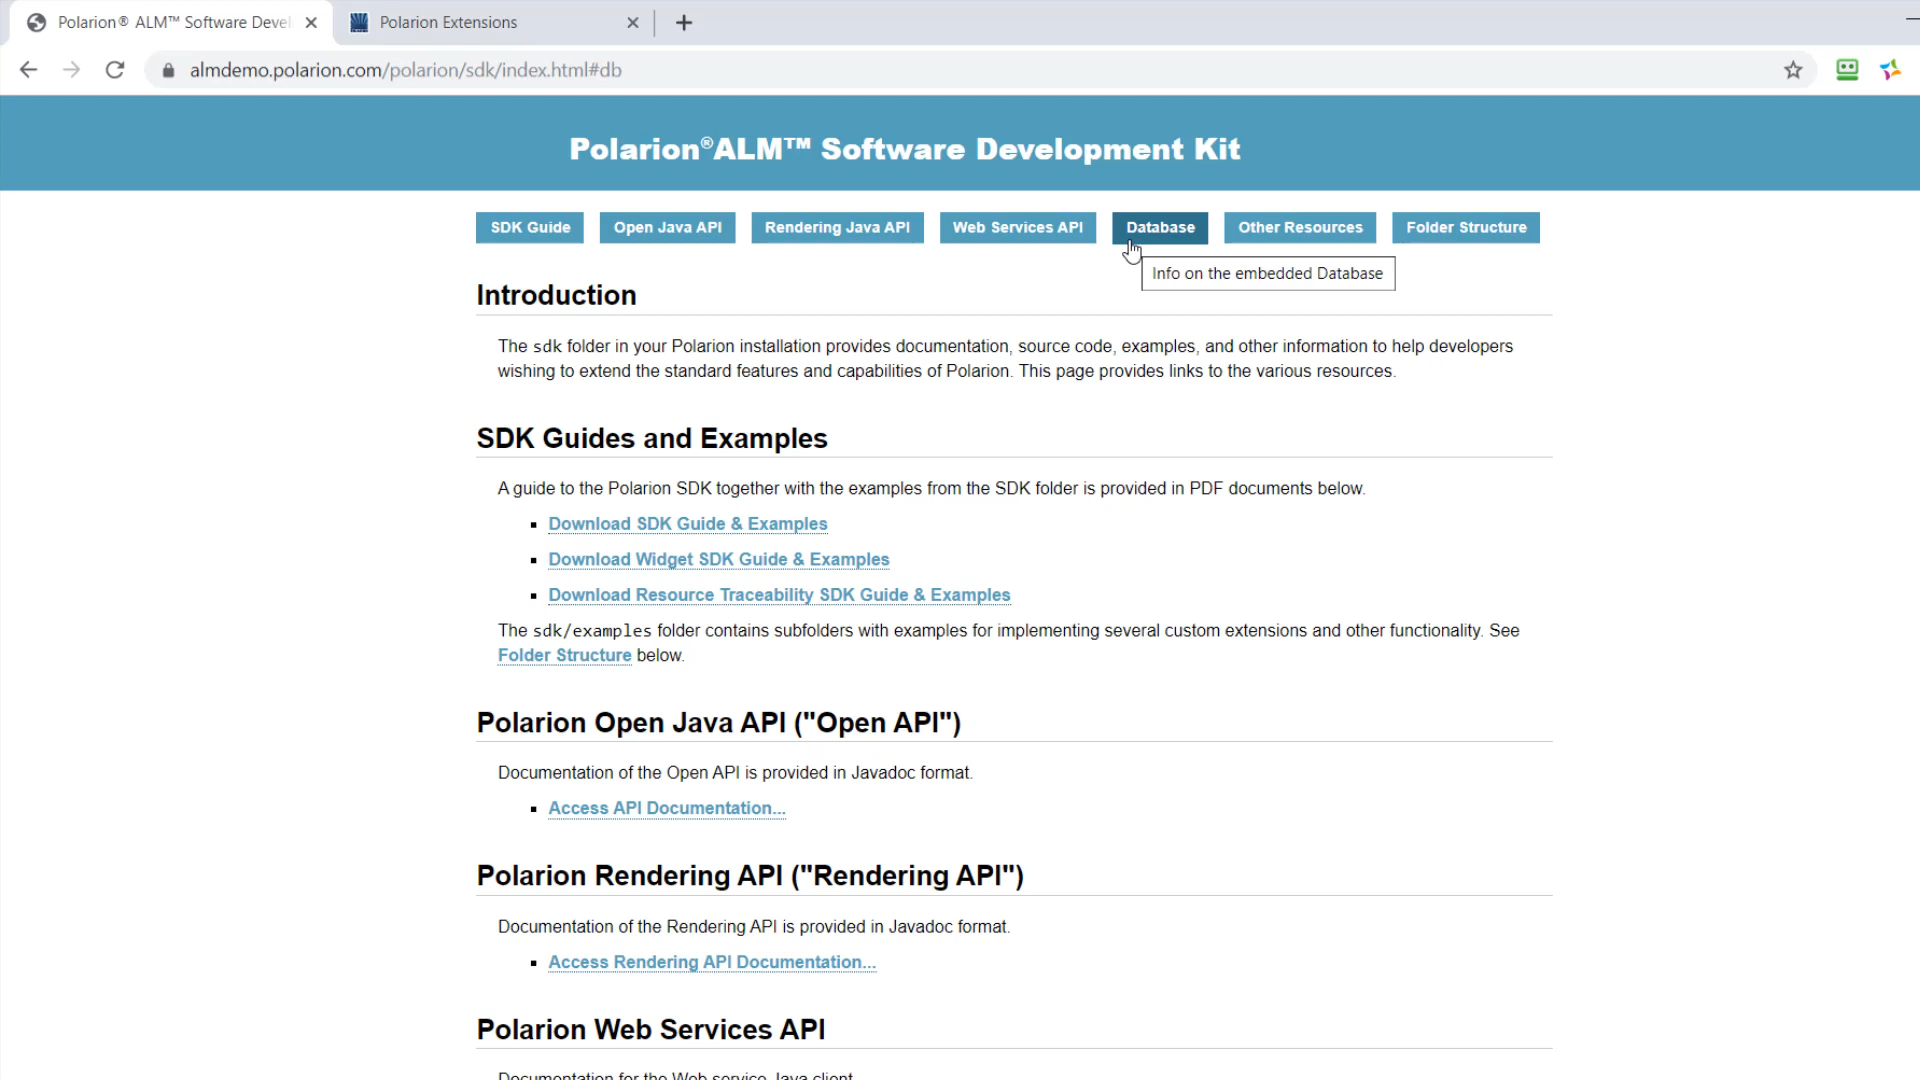 Polarion® ALM™ Software Devel
Polarion Extensions
almdemo.polarion.com/polarion/sdk/index.html#db
Polarion®ALM™ Software Development Kit
SDK Guide
Open Java API
Rendering Java API
Web Services API
Database
Other Resources
Folder Structure
Info on the embedded Database
Introduction
The sdk folder in your Polarion installation provides documentation, source code, examples, and other information to help developers
wishing to extend the standard features and capabilities of Polarion. This page provides links to the various resources.
SDK Guides and Examples
A guide to the Polarion SDK together with the examples from the SDK folder is provided in PDF documents below.
Download SDK Guide & Examples
Download Widget SDK Guide & Examples
Download Resource Traceability SDK Guide & Examples
The sdk/examples folder contains subfolders with examples for implementing several custom extensions and other functionality. See
Folder Structure below.
Polarion Open Java API ("Open API")
Documentation of the Open API is provided in Javadoc format.
Access API Documentation...
Polarion Rendering API ("Rendering API")
Documentation of the Rendering API is provided in Javadoc format.
Access Rendering API Documentation...
Polarion Web Services API
Documentation for the Web service Java client